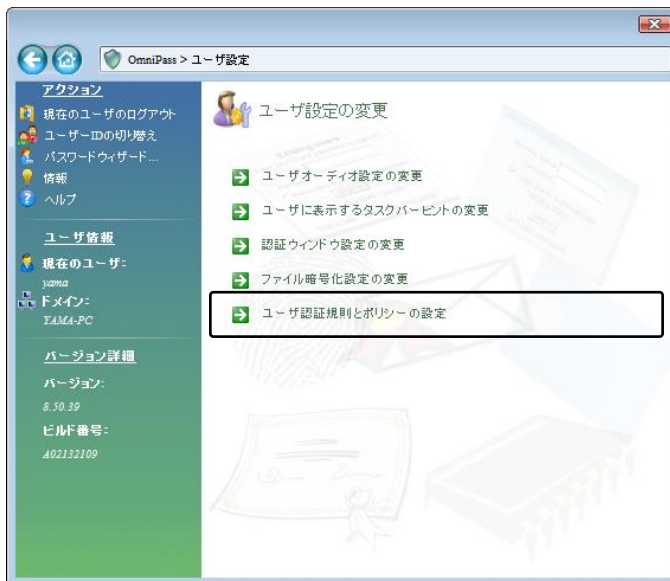 OmniPass > ユーザ設定
アクション
現在のユーザのログアウト
ユーザーIDの切り替え
パスワードウィザード...
情報
ヘルプ
ユーザ情報
現在のユーザ:
yama
ドメイン:
YAMA-PC
バージョン詳細
バージョン:
8.50.39
ビルド番号:
A02132109
ユーザ設定の変更
ユーザオーディオ設定の変更
ユーザに表示するタスクバーヒントの変更
認証ウィンドウ設定の変更
ファイル暗号化設定の変更
ユーザ認証規則とポリシーの設定